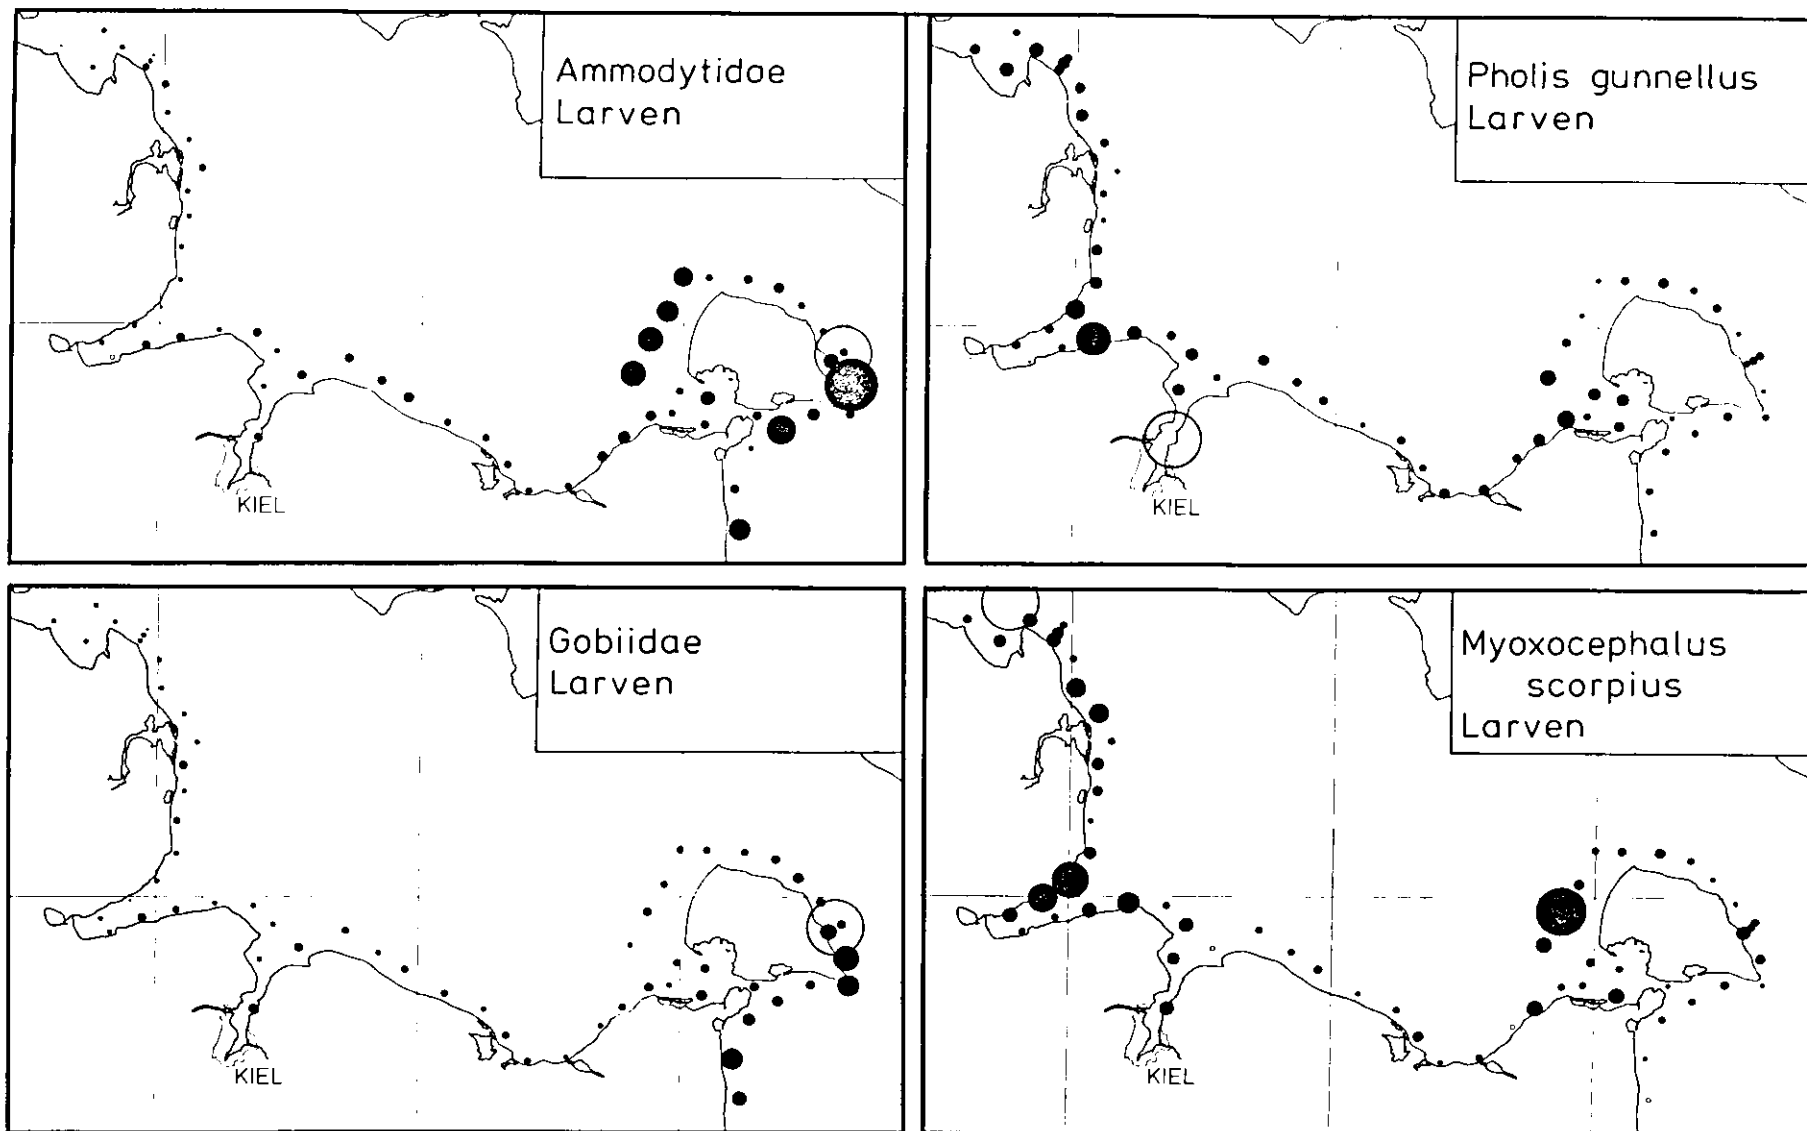 Ammodytidae
Larven
KIEL
Pholis gunnellus
Larven
KIEL
Gobiidae
Larven
KIEL
Myoxocephalus
scorpius
Larven
KIEL